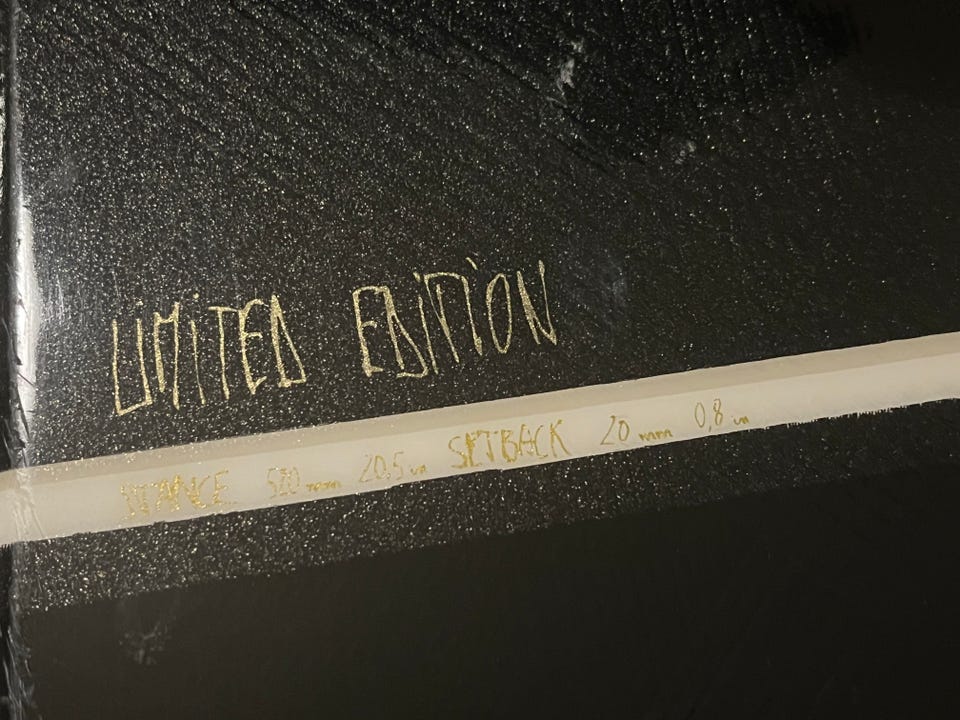 LIMITED EDITION
STANCE 520 mm 20,5 in SETBACK 20 mm 0,8 in